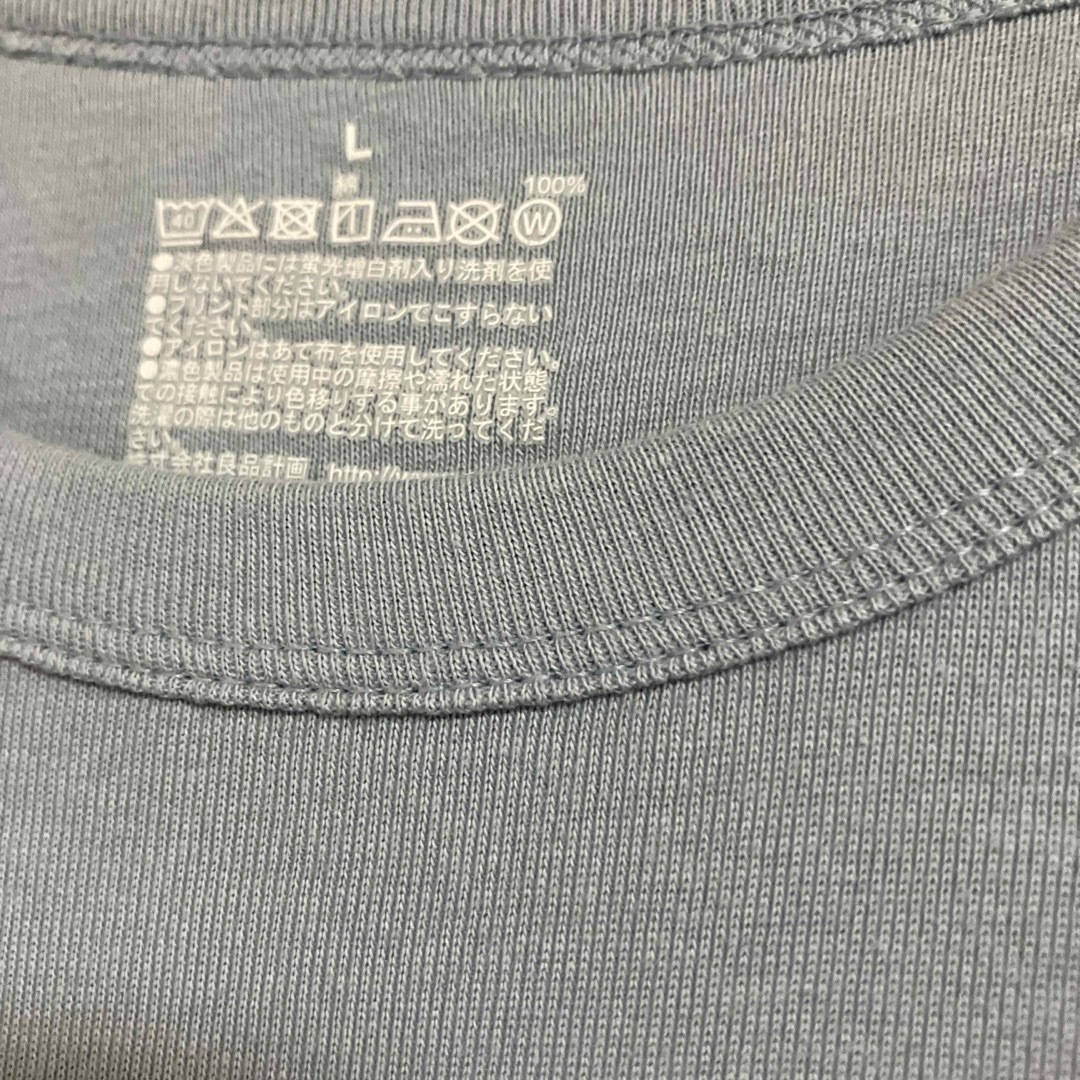 L
綿 100%
40 W
●淡色製品には蛍光増白剤入り洗剤を使
用しないでください。
●プリント部分はアイロンでこすらない
でください。
●アイロンはあて布を使用してください。
●濃色製品は使用中の摩擦や濡れた状態
での接触により色移りする事があります。
洗濯の際は他のものと分けて洗ってくだ
さい。
株式会社良品計画 http://